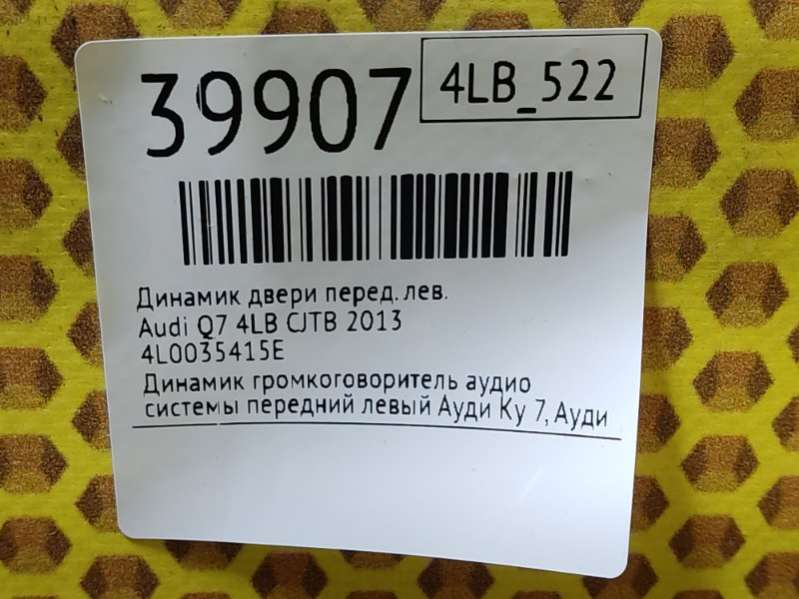 39907
4LB_522
Динамик двери перед. лев.
Audi Q7 4LB CJTB 2013
4L0035415E
Динамик громкоговоритель аудио
системы передний левый Ауди Ку 7, Ауди